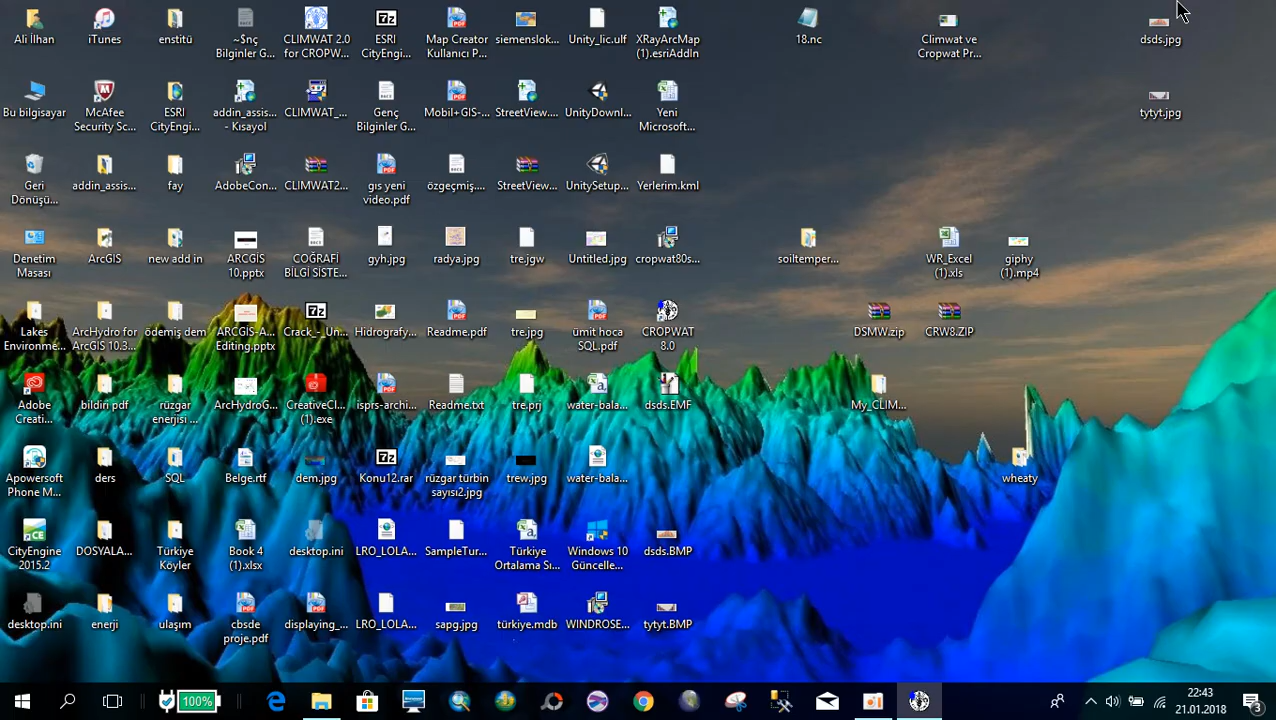 Ali İlhan
iTunes
enstitü
~$nç
Bilginler G...
CLIMWAT 2.0
for CROPW...
ESRI
CityEngi...
Map Creator
Kullanici P...
siemenslok...
Unity_lic.ulf
XRayArcMap
(1).esriAddIn
18.nc
Climwat ve
Cropwat Pr...
dsds.jpg
Bu bilgisayar
McAfee
Security Sc...
ESRI
CityEngi...
addin_assis...
- Kısayol
CLIMWAT_...
Genç
Bilginler G...
Mobil+GIS-...
StreetView....
UnityDownl...
Yeni
Microsoft...
tytyt.jpg
Geri
Dönüşü...
addin_assis...
fay
AdobeCon...
CLIMWAT2...
gıs yeni
video.pdf
özgeçmiş....
StreetView...
UnitySetup...
Yerlerim.kml
Denetim
Masası
ArcGIS
new add in
ARCGİS
10.pptx
COĞRAFİ
BİLGİ SİSTE...
gyh.jpg
radya.jpg
tre.jgw
Untitled.jpg
cropwat80s...
soiltemper...
WR_Excel
(1).xls
giphy
(1).mp4
Lakes
Environme...
ArcHydro for
ArcGIS 10.3...
ödemiş dem
ARCGİS-A...
Editing.pptx
Crack_-_Un...
Hidrografy...
Readme.pdf
tre.jpg
ümit hoca
SQL.pdf
CROPWAT
8.0
DSMW.zip
CRW8.ZIP
Adobe
Creati...
bildiri pdf
rüzgar
enerjisi ...
ArcHydroG...
CreativeCl...
(1).exe
isprs-archi...
Readme.txt
tre.prj
water-bala...
dsds.EMF
My_CLIM...
Apowersoft
Phone M...
ders
SQL
Belge.rtf
dem.jpg
Konu12.rar
rüzgar türbin
sayısı2.jpg
trew.jpg
water-bala...
wheaty
CityEngine
2015.2
DOSYALA...
Türkiye
Köyler
Book 4
(1).xlsx
desktop.ini
LRO_LOLA...
SampleTur...
Türkiye
Ortalama Sı...
Windows 10
Güncelle...
dsds.BMP
desktop.ini
enerji
ulaşım
cbsde
proje.pdf
displaying_...
LRO_LOLA...
sapg.jpg
türkiye.mdb
WINDROSE...
tytyt.BMP
100%
22:43
21.01.2018
3